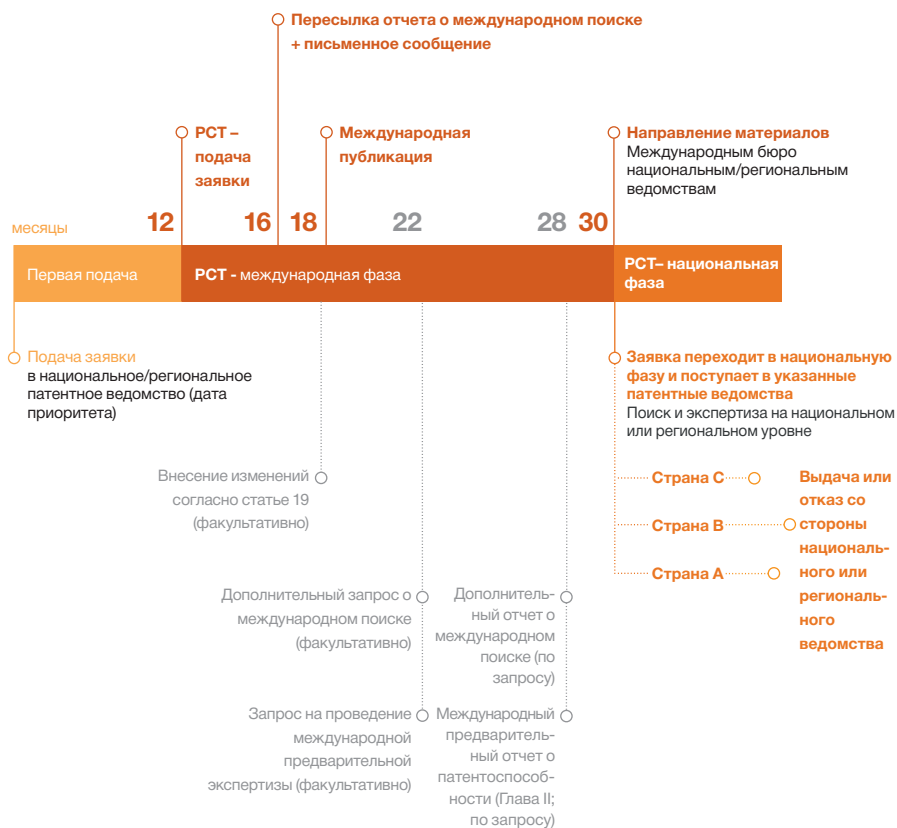 Пересылка отчета о международном поиске
+ письменное сообщение
PCT –
подача
заявки
Международная
публикация
Направление материалов
Международным бюро
национальным/региональным
ведомствам
месяцы
12
16
18
22
28
30
Первая подача
PCT - международная фаза
PCT– национальная
фаза
Подача заявки
в национальное/региональное
патентное ведомство (дата
приоритета)
Заявка переходит в национальную
фазу и поступает в указанные
патентные ведомства
Поиск и экспертиза на национальном
или региональном уровне
Внесение изменений
согласно статье 19
(факультативно)
Страна C
Страна B
Страна A
Выдача или
отказ со
стороны
националь-
ного или
региональ-
ного
ведомства
Дополнительный запрос о
международном поиске
(факультативно)
Дополнитель-
ный отчет о
международном
поиске (по
запросу)
Запрос на проведение
международной
предварительной
экспертизы (факультативно)
Международный
предваритель-
ный отчет о
патентоспособ-
ности (Глава II;
по запросу)